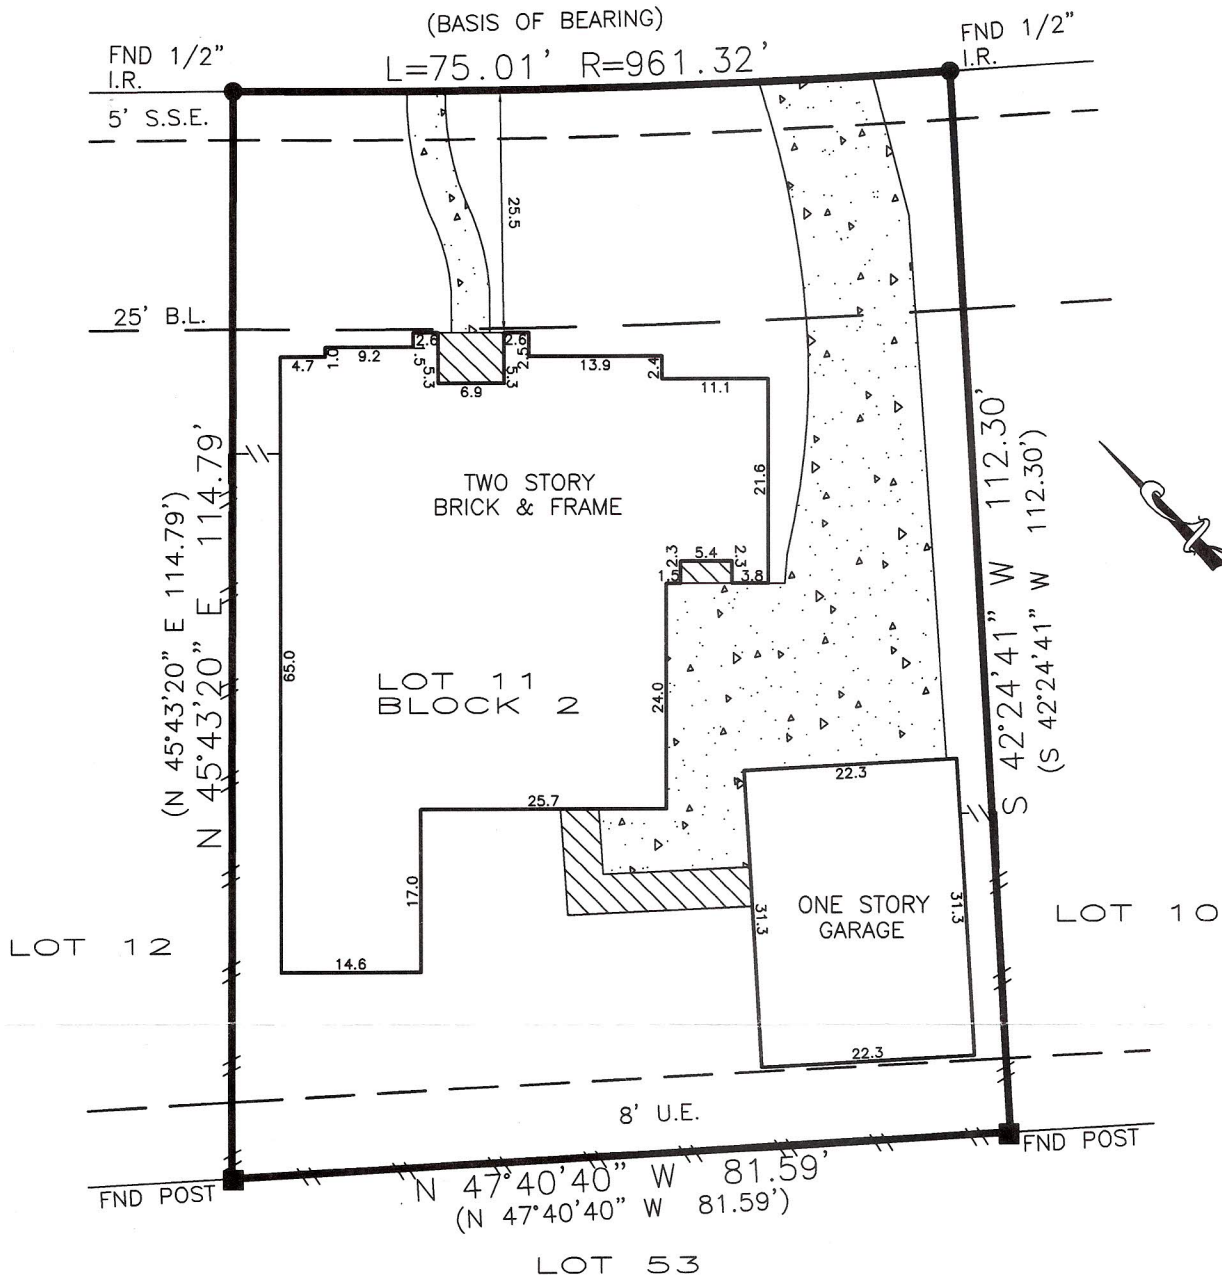 (BASIS OF BEARING)
FND 1/2"
I.R.
L=75.01' R=961.32'
FND 1/2"
I.R.
5' S.S.E.
25.5
25' B.L.
4.7
1.0
9.2
2.6
1.5
5.3
6.9
5.3
2.6
2.5
13.9
2.4
11.1
TWO STORY
BRICK & FRAME
21.6
2.3
5.4
2.3
1.5
3.8
(N 45°43'20" E 114.79')
N 45°43'20" E 114.79'
S 42°24'41" W 112.30'
(S 42°24'41" W 112.30')
65.0
LOT 11
BLOCK 2
24.0
22.3
25.7
17.0
31.3
ONE STORY
GARAGE
31.3
LOT 12
LOT 10
14.6
22.3
8' U.E.
FND POST
FND POST
N 47°40'40" W 81.59'
(N 47°40'40" W 81.59')
LOT 53